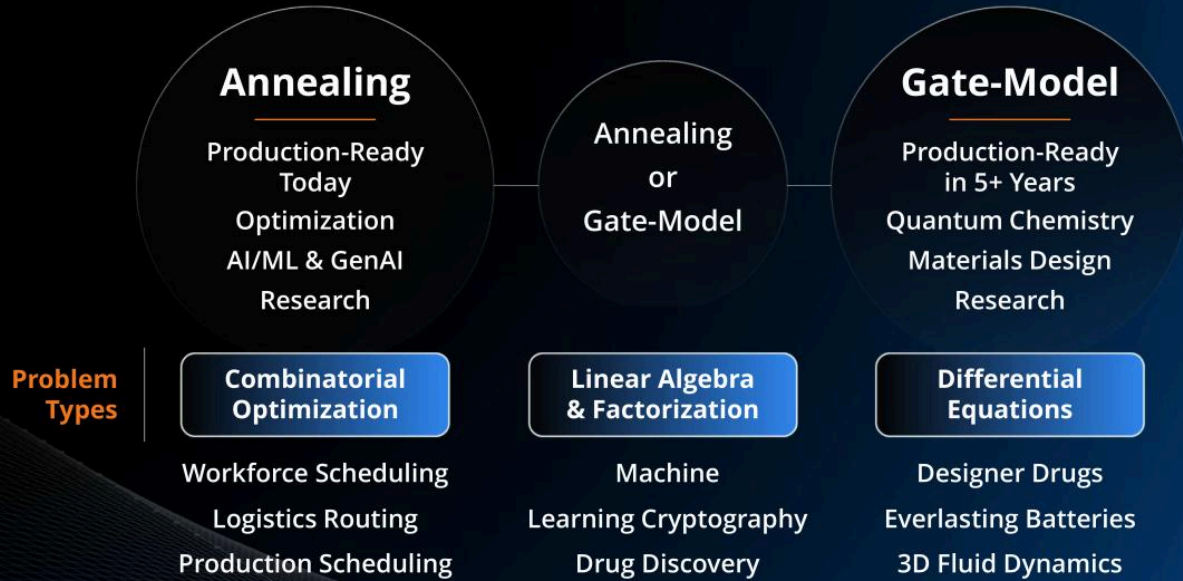 Annealing
Production-Ready
Today
Optimization
AI/ML & GenAI
Research
Annealing
or
Gate-Model
Gate-Model
Production-Ready
in 5+ Years
Quantum Chemistry
Materials Design
Research
Problem
Types
Combinatorial
Optimization
Linear Algebra
& Factorization
Differential
Equations
Workforce Scheduling
Logistics Routing
Production Scheduling
Machine
Learning Cryptography
Drug Discovery
Designer Drugs
Everlasting Batteries
3D Fluid Dynamics